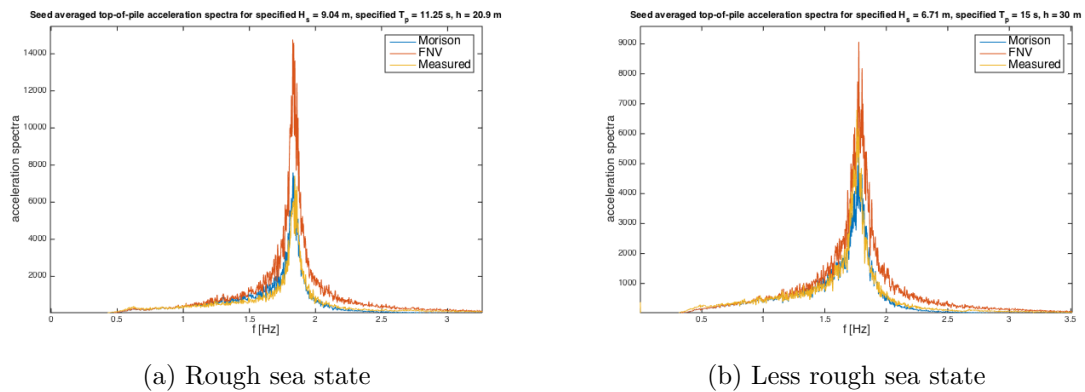 Seed averaged top-of-pile acceleration spectra for specified H_s = 9.04 m, specified T_p = 11.25 s, h = 20.9 m
Morison
FNV
Measured
14000
12000
10000
8000
6000
4000
2000
acceleration spectra
0 0.5 1 1.5 2 2.5 3
f [Hz]
(a) Rough sea state
Seed averaged top-of-pile acceleration spectra for specified H_s = 6.71 m, specified T_p = 15 s, h = 30 m
Morison
FNV
Measured
9000
8000
7000
6000
5000
4000
3000
2000
1000
acceleration spectra
0.5 1 1.5 2 2.5 3 3.5
f [Hz]
(b) Less rough sea state